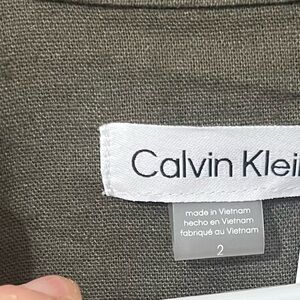 Calvin Klei
made in Vietnam
hecho en Vietnam
fabriqué au Vietnam
2